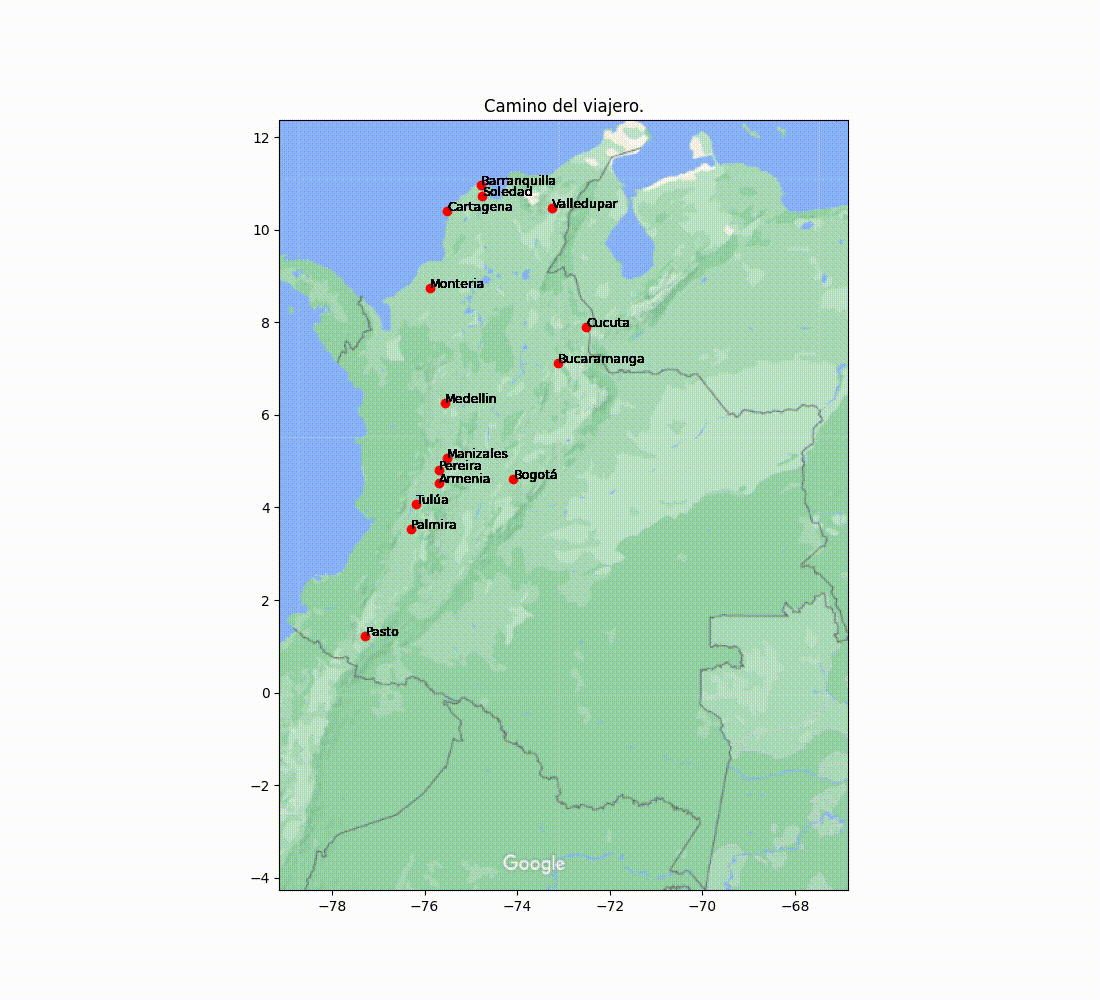 Camino del viajero.
12
Barranquilla
Soledad
Valledupar
Cartagena
10
Monteria
8
Cucuta
Bucaramanga
Medellin
6
Manizales
Pereira
Bogotá
Armenia
Tulúa
4
Palmira
2
Pasto
0
−2
Google
−4
−78 −76 −74 −72 −70 −68